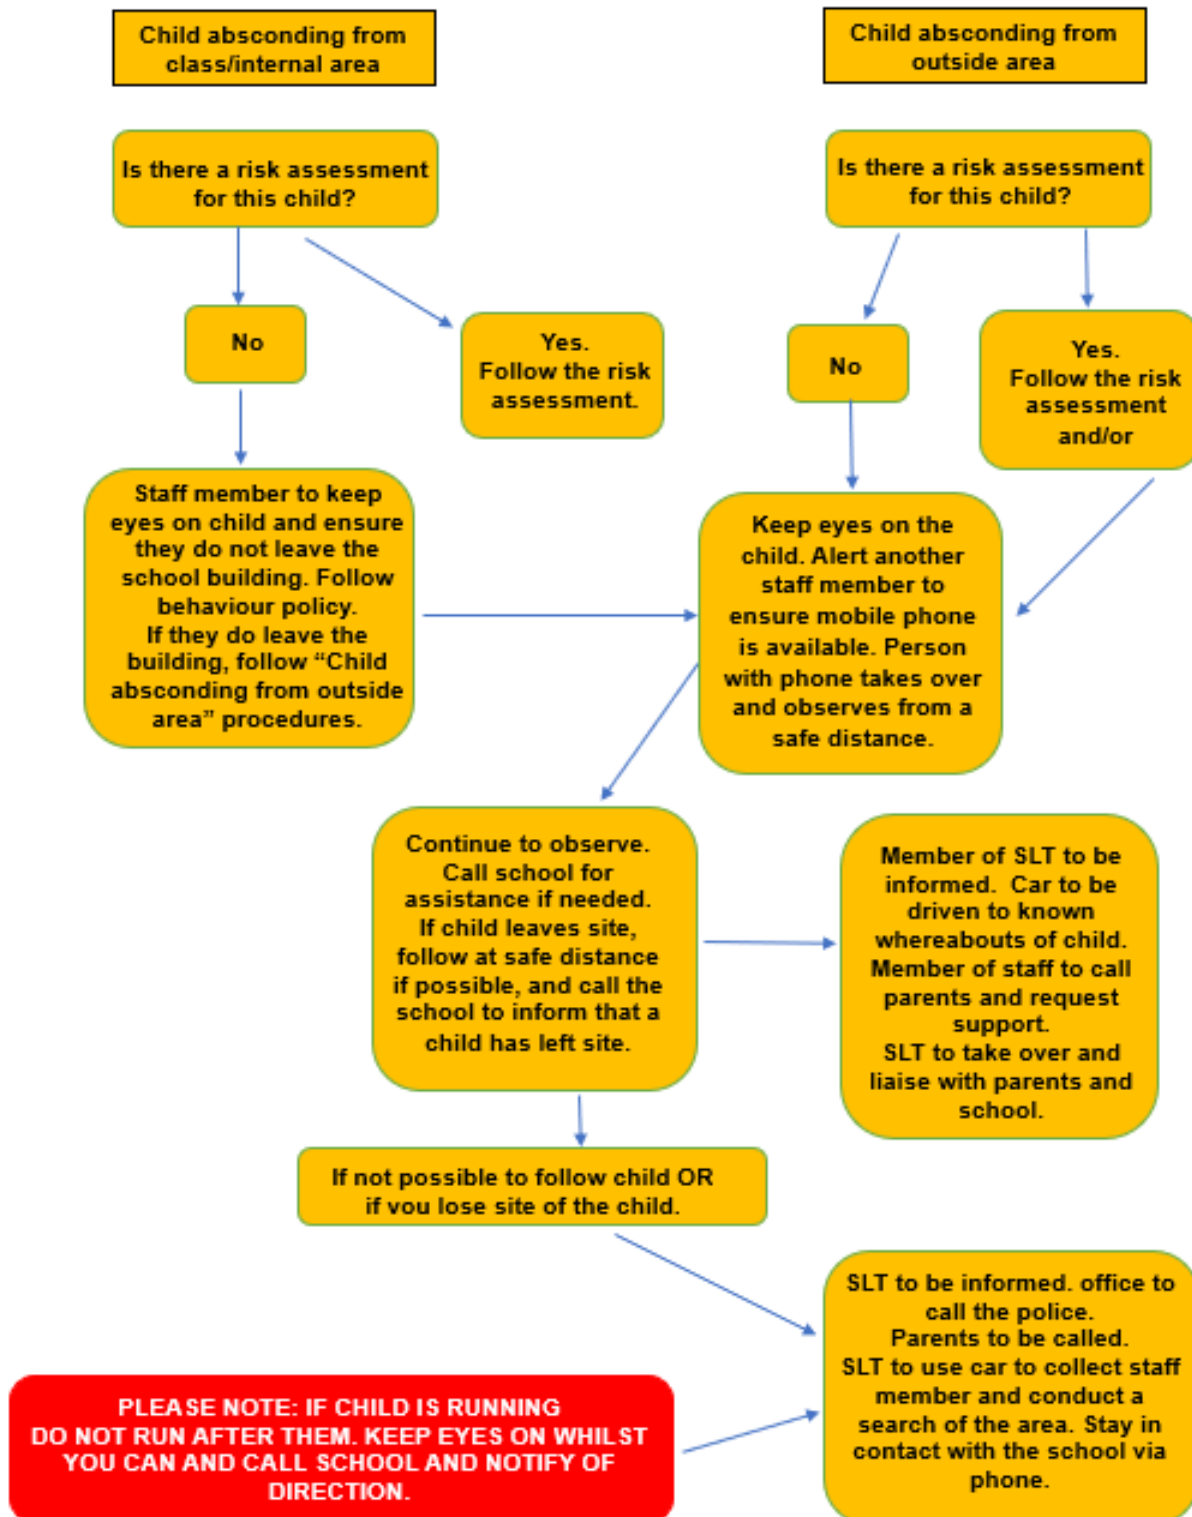 Child absconding from
class/internal area
Child absconding from
outside area
Is there a risk assessment
for this child?
Is there a risk assessment
for this child?
No
Yes.
Follow the risk
assessment.
No
Yes.
Follow the risk
assessment
and/or
Staff member to keep
eyes on child and ensure
they do not leave the
school building. Follow
behaviour policy.
If they do leave the
building, follow “Child
absconding from outside
area” procedures.
Keep eyes on the
child. Alert another
staff member to
ensure mobile phone
is available. Person
with phone takes over
and observes from a
safe distance.
Continue to observe.
Call school for
assistance if needed.
If child leaves site,
follow at safe distance
if possible, and call the
school to inform that a
child has left site.
Member of SLT to be
informed. Car to be
driven to known
whereabouts of child.
Member of staff to call
parents and request
support.
SLT to take over and
liaise with parents and
school.
If not possible to follow child OR
if you lose site of the child.
SLT to be informed. office to
call the police.
Parents to be called.
SLT to use car to collect staff
member and conduct a
search of the area. Stay in
contact with the school via
phone.
PLEASE NOTE: IF CHILD IS RUNNING
DO NOT RUN AFTER THEM. KEEP EYES ON WHILST
YOU CAN AND CALL SCHOOL AND NOTIFY OF
DIRECTION.